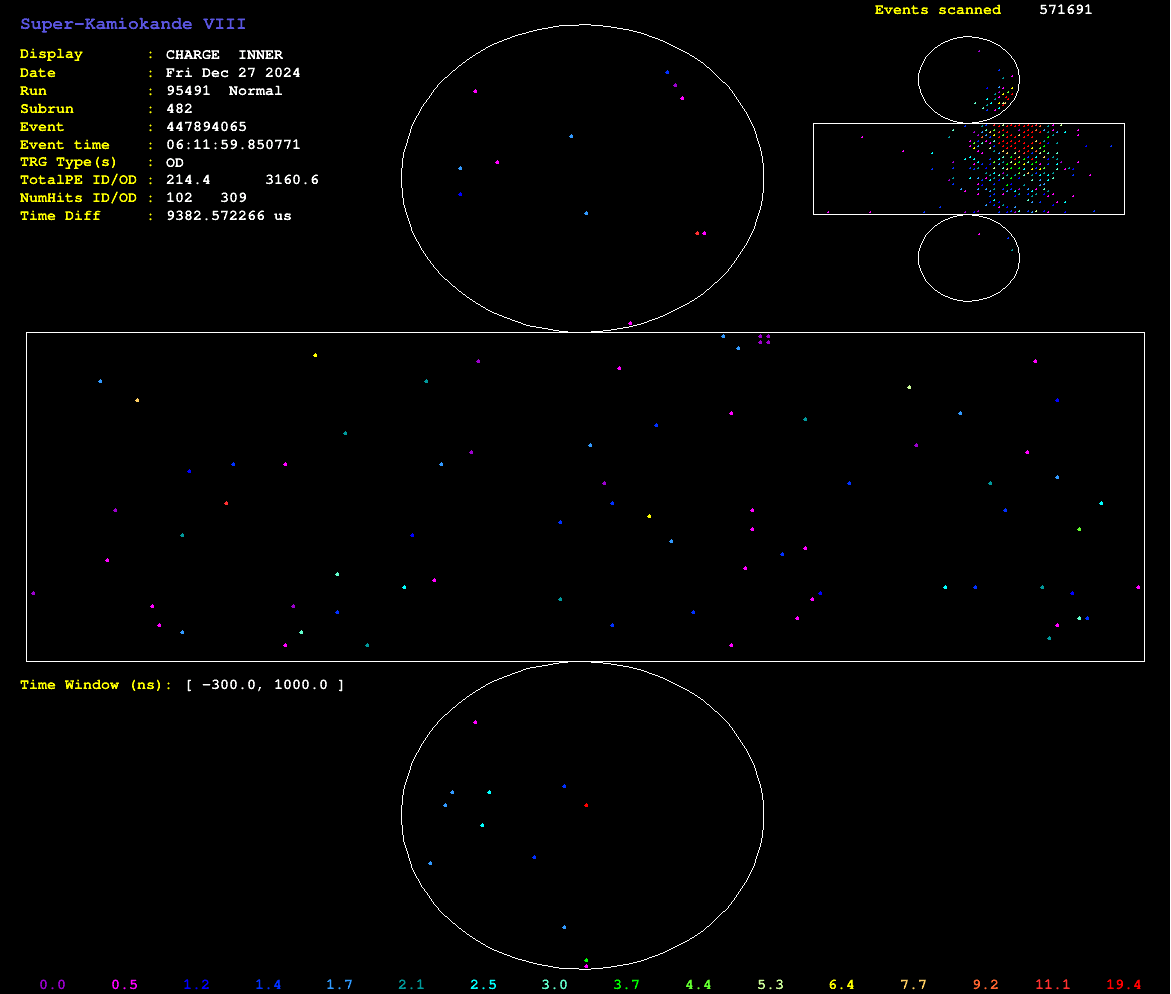 Super-Kamiokande VIII
Events scanned 571691
Display : CHARGE INNER
Date : Fri Dec 27 2024
Run : 95491 Normal
Subrun : 482
Event : 447894065
Event time : 06:11:59.850771
TRG Type(s) : OD
TotalPE ID/OD : 214.4 3160.6
NumHits ID/OD : 102 309
Time Diff : 9382.572266 us
Time Window (ns): [ −300.0, 1000.0 ]
0.0 0.5 1.2 1.4 1.7 2.1 2.5 3.0 3.7 4.4 5.3 6.4 7.7 9.2 11.1 19.4